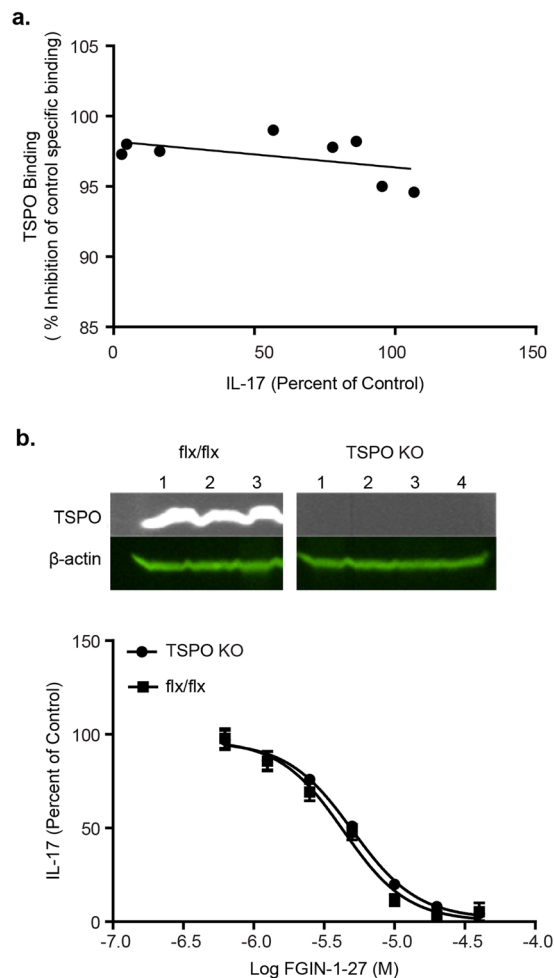 a.
TSPO Binding
( % Inhibition of control specific binding)
105
100
95
90
85
0 50 100 150
IL-17 (Percent of Control)
b.
flx/flx TSPO KO
1 2 3 1 2 3 4
TSPO
β-actin
IL-17 (Percent of Control)
150
100
50
0
TSPO KO
flx/flx
-7.0 -6.5 -6.0 -5.5 -5.0 -4.5 -4.0
Log FGIN-1-27 (M)